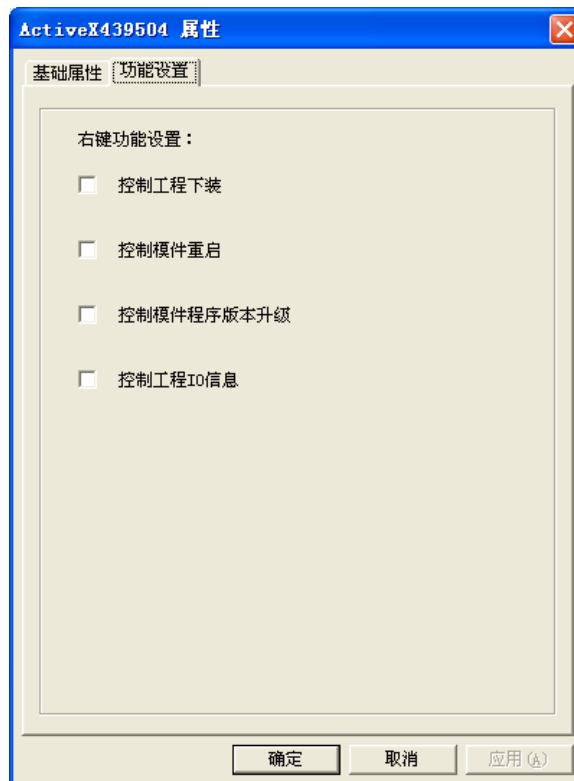 ActiveX439504 属性
基础属性 功能设置
右键功能设置：
控制工程下装
控制模件重启
控制模件程序版本升级
控制工程IO信息
确定 取消 应用(A)